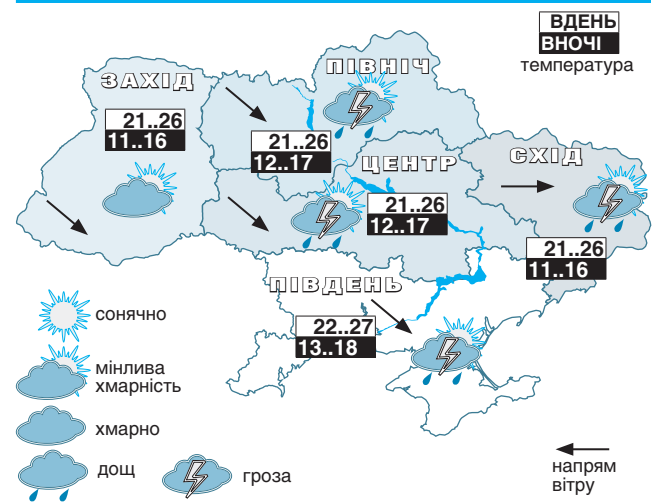 ВДЕНЬ
ВНОЧІ
температура
ПІВНІЧ
ЗАХІД
21..26
11..16
21..26
12..17
ЦЕНТР
СХІД
21..26
12..17
21..26
11..16
ПІВДЕНЬ
22..27
13..18
сонячно
мінлива
хмарність
хмарно
дощ
гроза
напрям
вітру